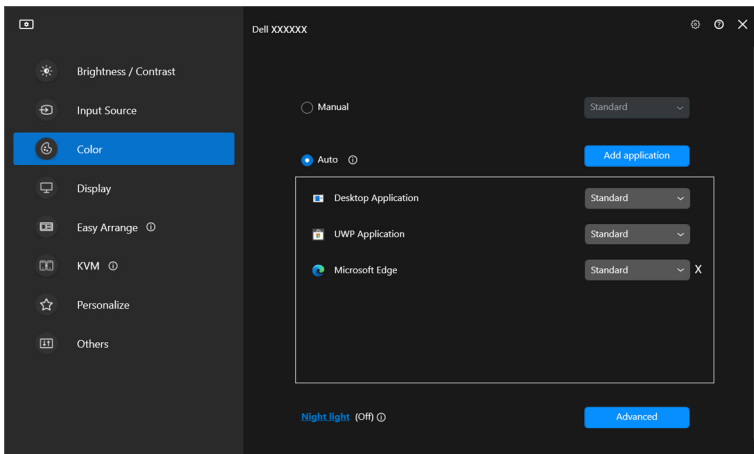 Dell XXXXXX
Brightness / Contrast
Input Source
Color
Display
Easy Arrange
KVM
Personalize
Others
Manual
Standard
Auto
Add application
Desktop Application
Standard
UWP Application
Standard
Microsoft Edge
Standard
X
Night light (Off)
Advanced